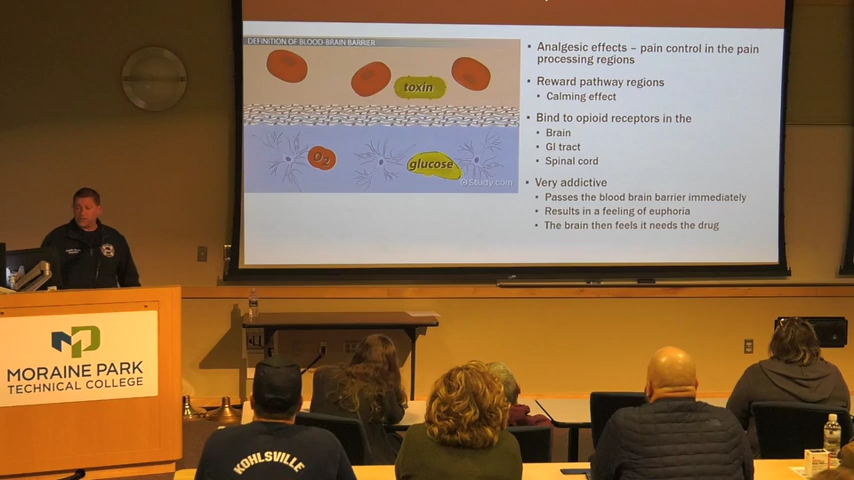 DEFINITION OF BLOOD-BRAIN BARRIER
toxin
O2
glucose
© Study.com
• Analgesic effects – pain control in the pain
processing regions
• Reward pathway regions
• Calming effect
• Bind to opioid receptors in the
• Brain
• GI tract
• Spinal cord
• Very addictive
• Passes the blood brain barrier immediately
• Results in a feeling of euphoria
• The brain then feels it needs the drug
MORAINE PARK
TECHNICAL COLLEGE
KOHLSVILLE